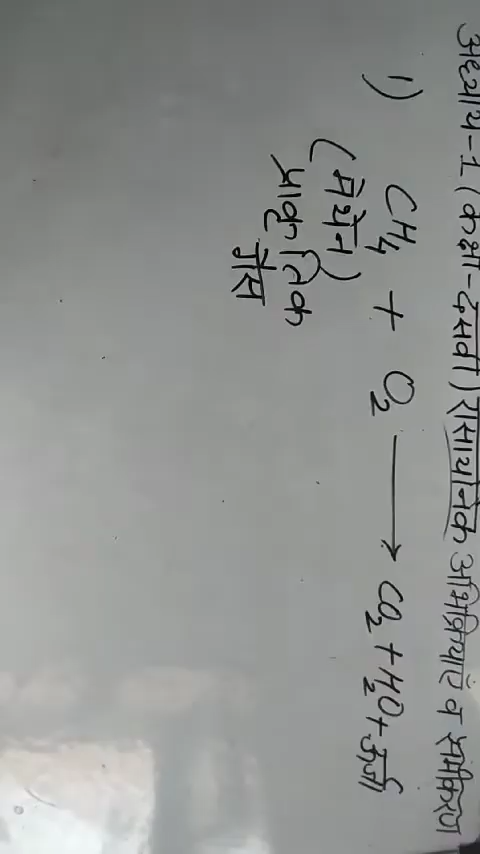 अध्याय-1 (कक्षा-दसवी) रासायनिक अभिक्रियाएं व समीकरण
1) CH₄ + O₂ → CO₂ + H₂O + ऊर्जा
(मेथेन)
प्राकृतिक
गैस